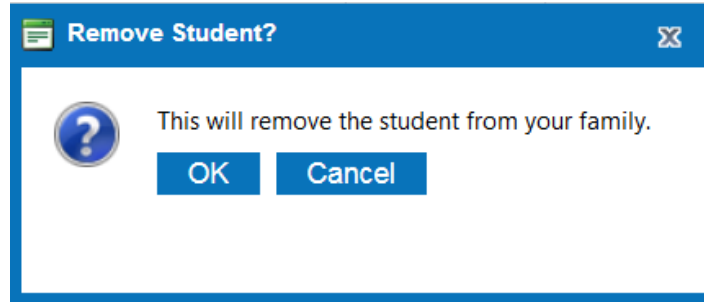 Remove Student?
This will remove the student from your family.
OK Cancel